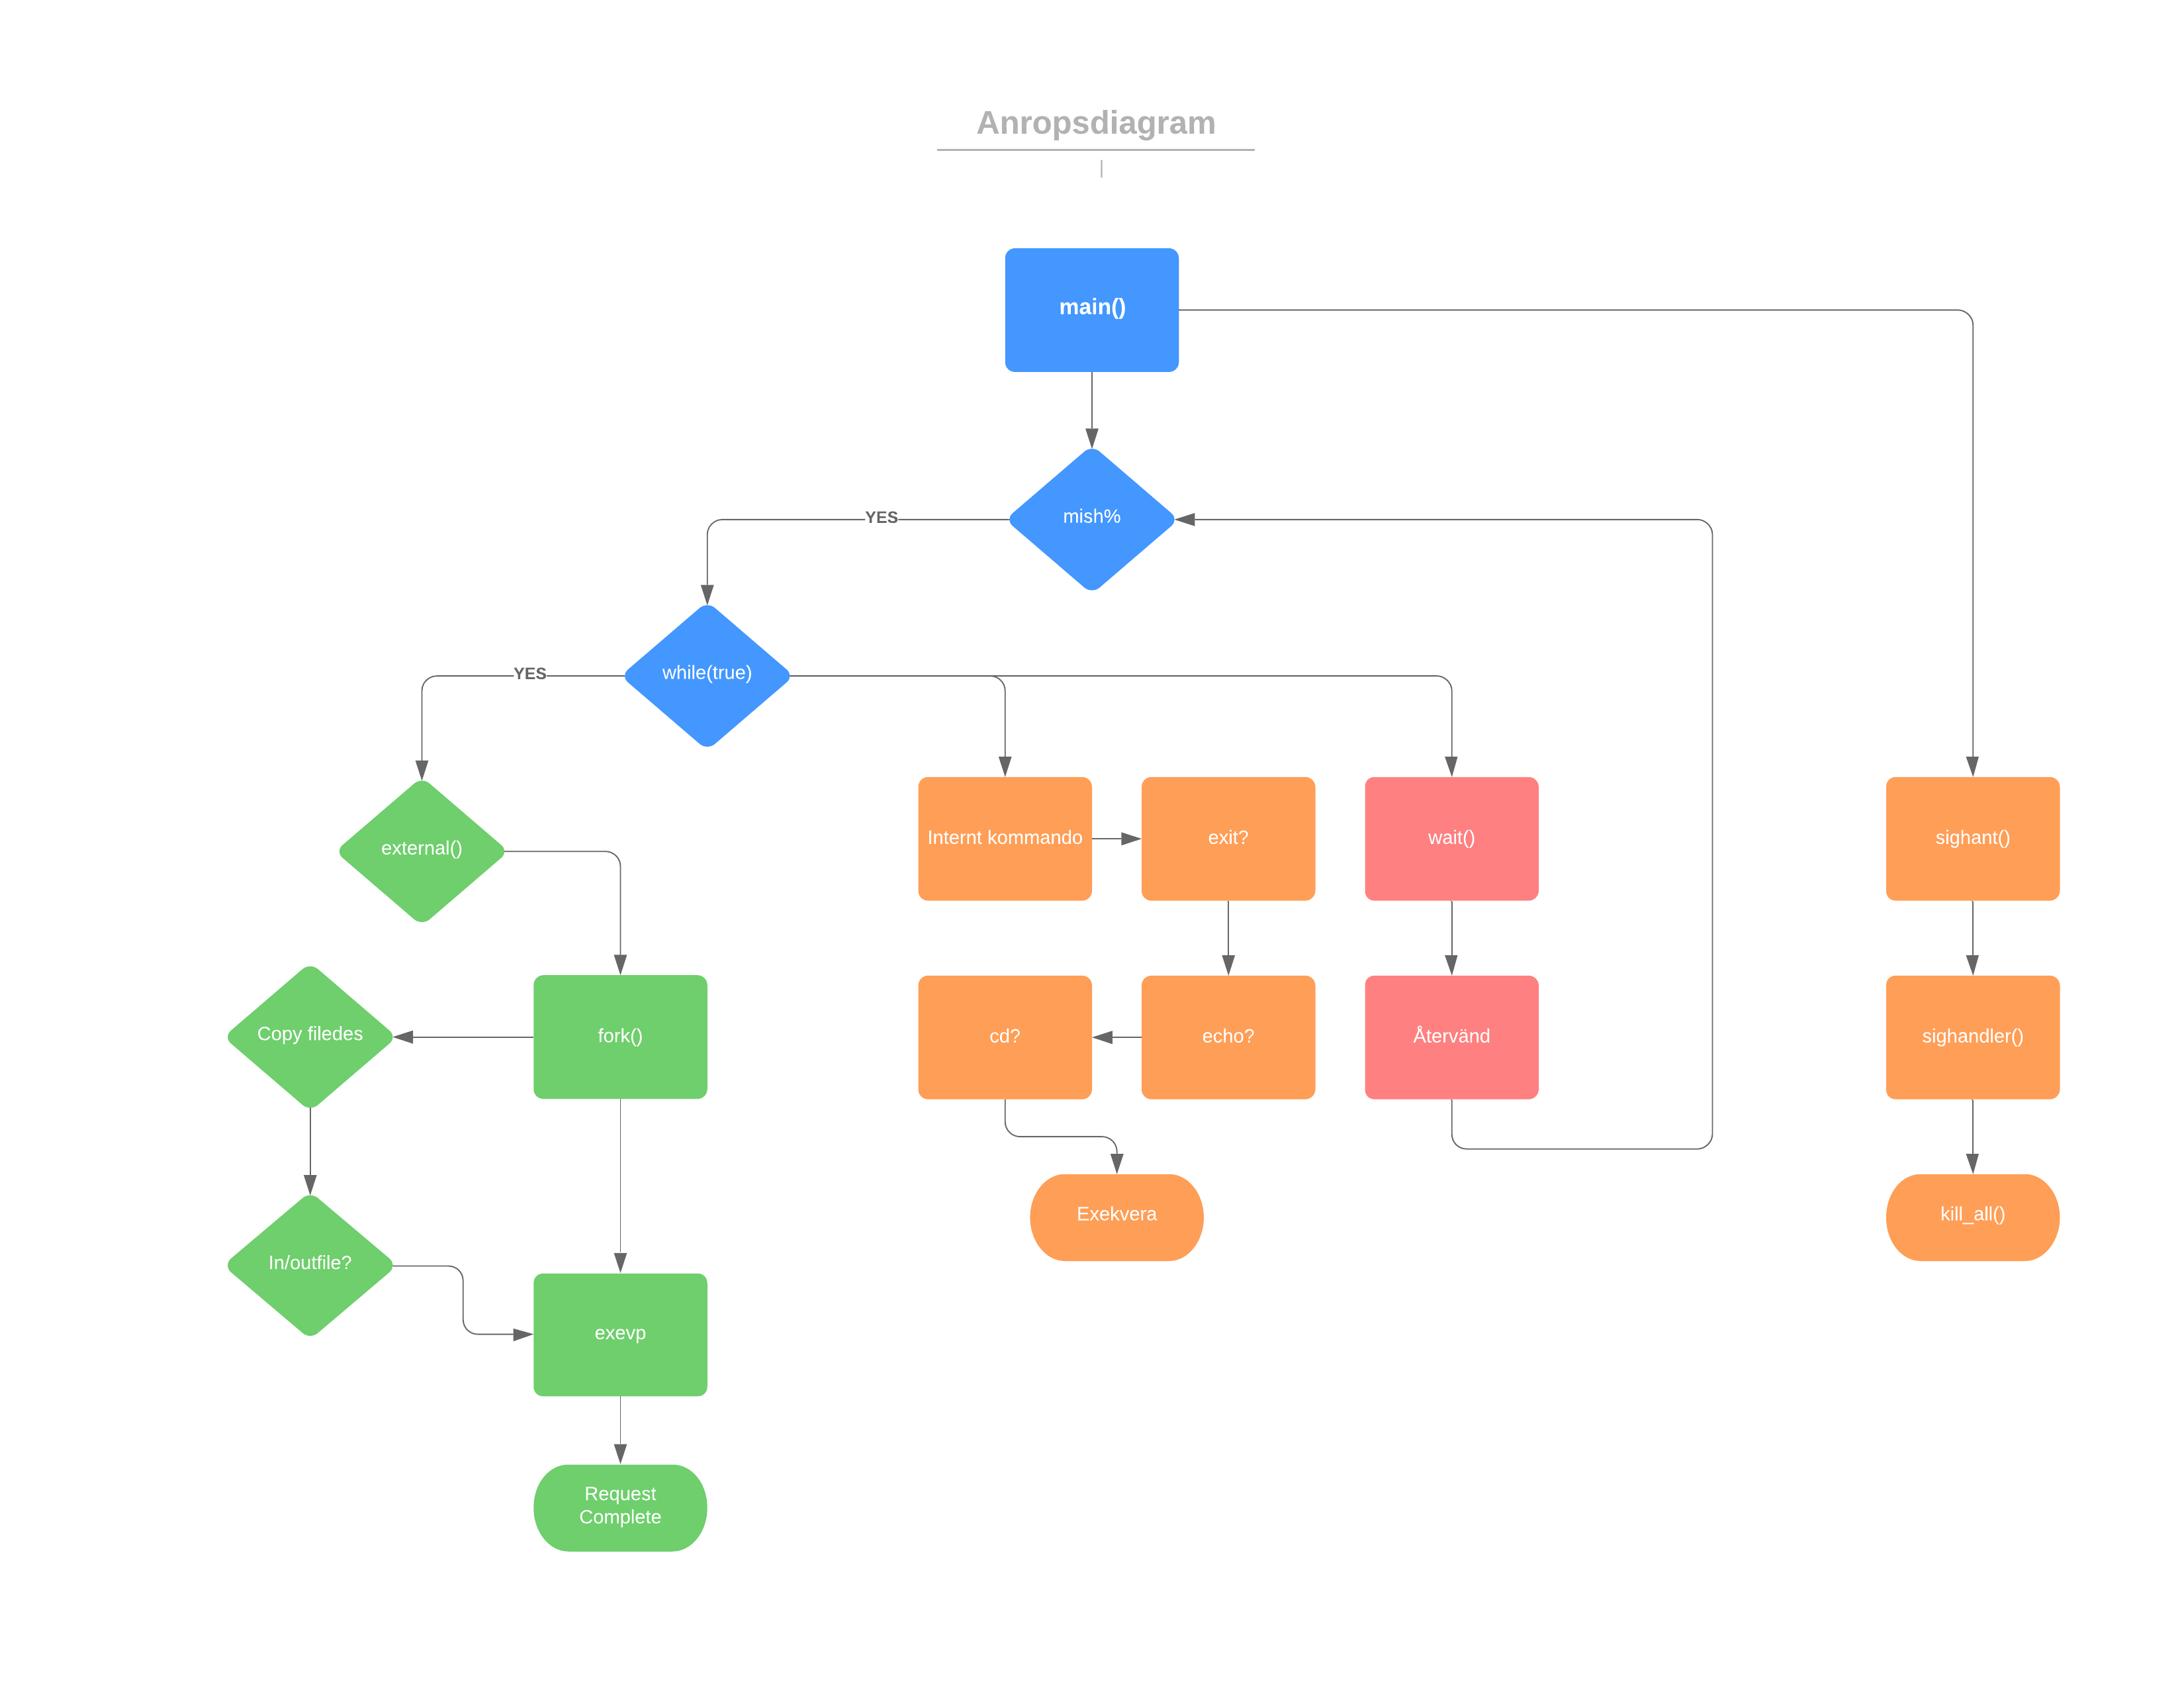 Anropsdiagram
main()
mish%
YES
while(true)
YES
external()
Internt kommando
exit?
wait()
sighant()
Copy filedes
fork()
cd?
echo?
Återvänd
sighandler()
In/outfile?
Exekvera
kill_all()
exevp
Request
Complete